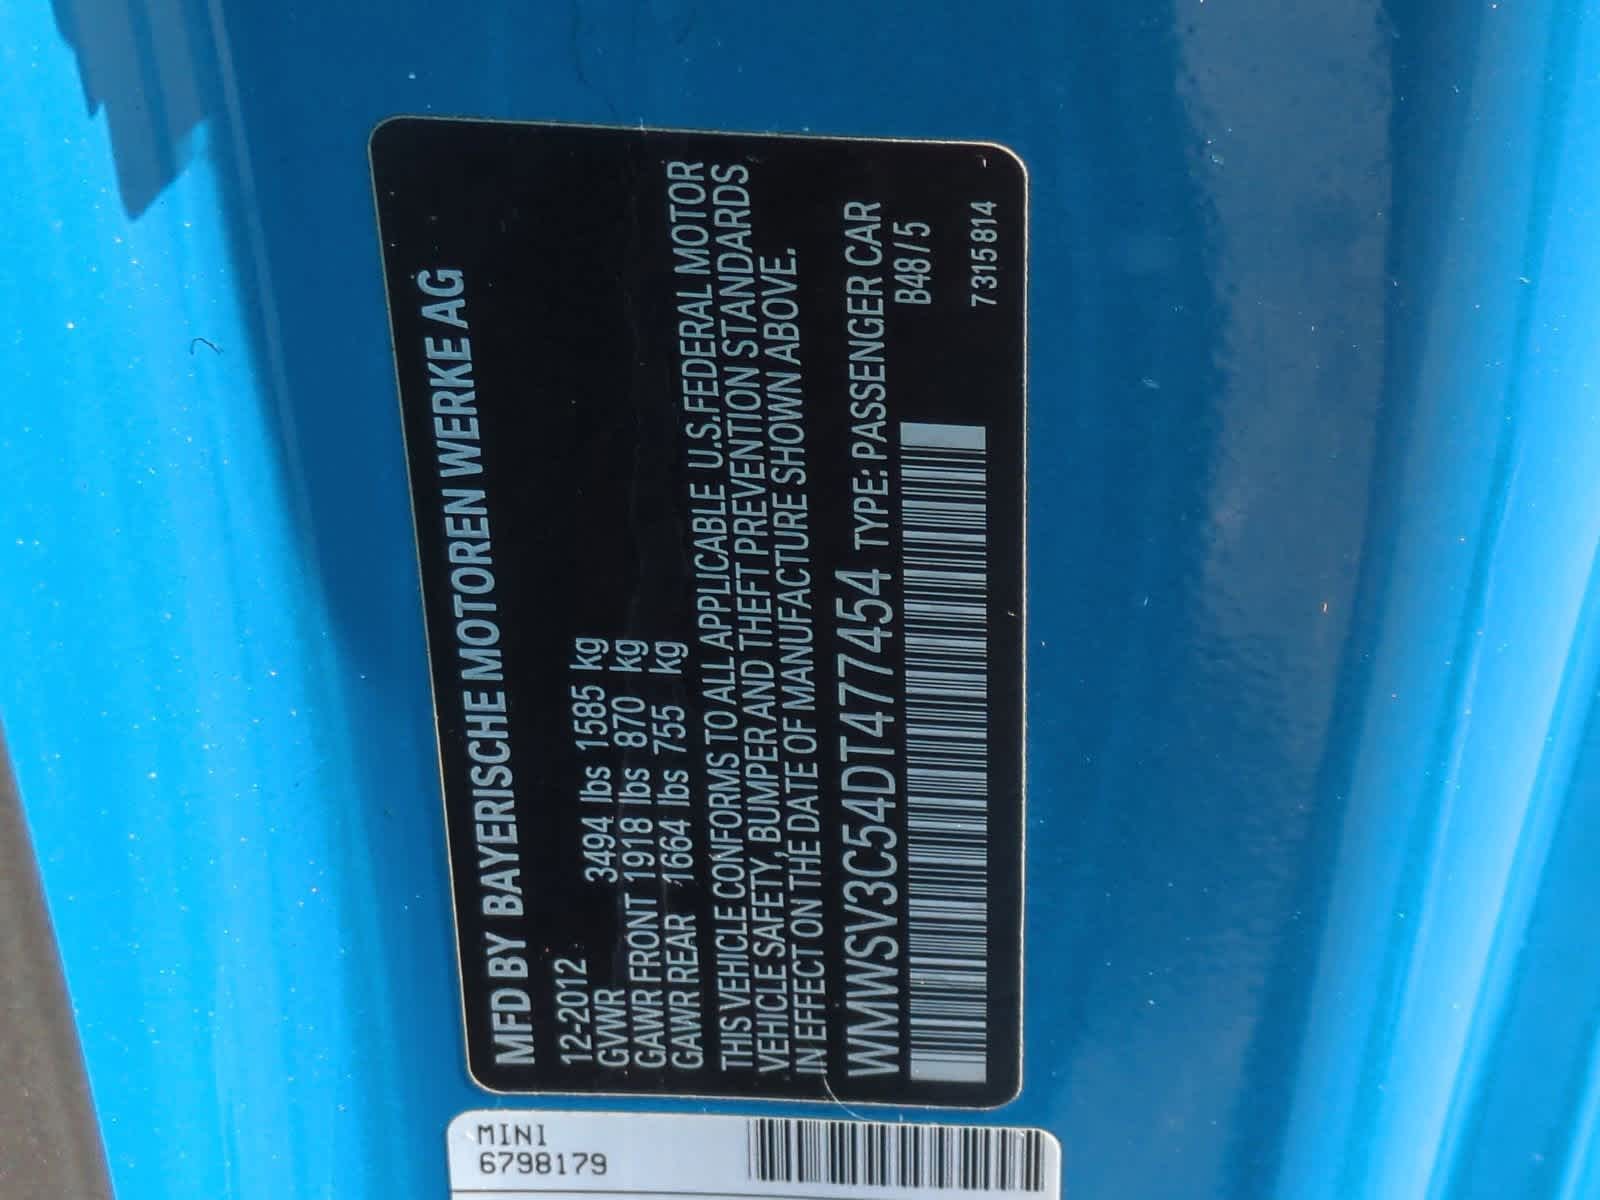 MFD BY BAYERISCHE MOTOREN WERKE AG
12-2012
GVWR 3494 lbs 1585 kg
GAWR FRONT 1918 lbs 870 kg
GAWR REAR 1664 lbs 755 kg
THIS VEHICLE CONFORMS TO ALL APPLICABLE U.S.FEDERAL MOTOR
VEHICLE SAFETY, BUMPER AND THEFT PREVENTION STANDARDS
IN EFFECT ON THE DATE OF MANUFACTURE SHOWN ABOVE.
WMWSV3C54DT477454 TYPE: PASSENGER CAR
B48/5
7315814
MINI
6798179